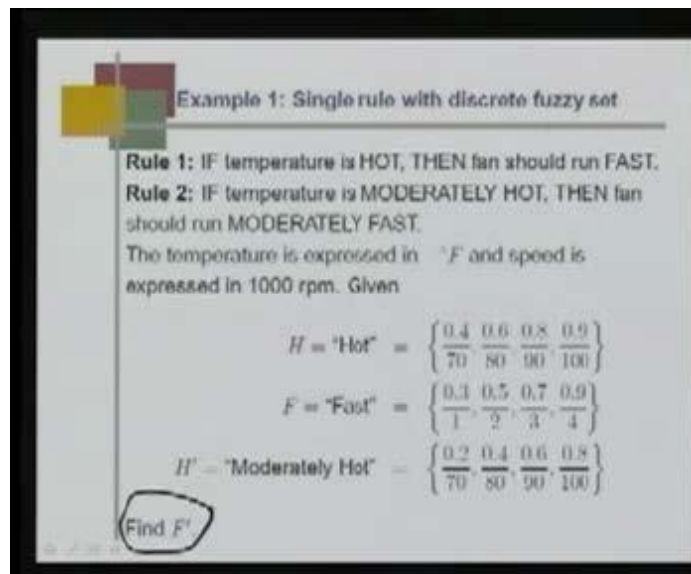 Example 1: Single rule with discrete fuzzy set
Rule 1: IF temperature is HOT, THEN fan should run FAST.
Rule 2: IF temperature is MODERATELY HOT, THEN fan
should run MODERATELY FAST.
The temperature is expressed in °F and speed is
expressed in 1000 rpm. Given
H = "Hot" = {0.4/70, 0.6/80, 0.8/90, 0.9/100}
F = "Fast" = {0.3/1, 0.5/2, 0.7/3, 0.9/4}
H' = "Moderately Hot" = {0.2/70, 0.4/80, 0.6/90, 0.8/100}
Find F'.